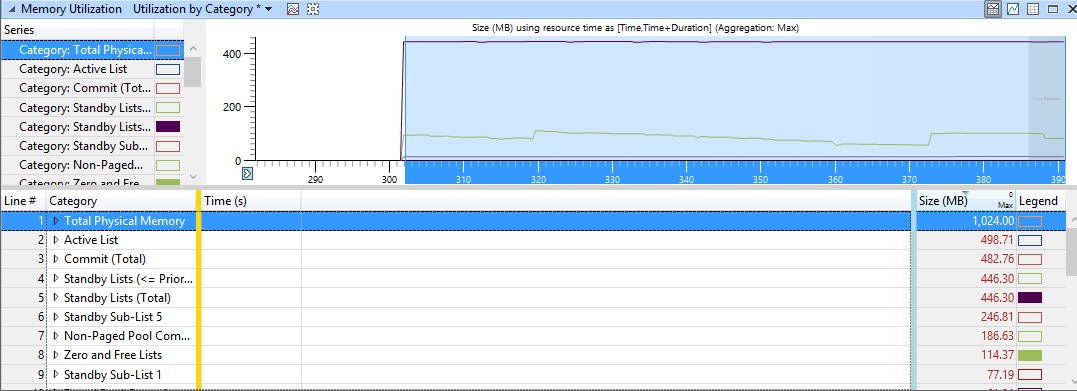 Memory Utilization Utilization by Category *
Series
Category: Total Physica...
Category: Active List
Category: Commit (Tot...
Category: Standby Lists...
Category: Standby Lists...
Category: Standby Sub...
Category: Non-Paged...
Category: Zero and Fre
Size (MB) using resource time as [Time,Time+Duration] (Aggregation: Max)
400
200
0
290 300 310 320 330 340 350 360 370 380 390
Line # Category Time (s) Size (MB) 0 Max Legend
1 Total Physical Memory 1,024.00
2 Active List 498.71
3 Commit (Total) 482.76
4 Standby Lists (<= Prior... 446.30
5 Standby Lists (Total) 446.30
6 Standby Sub-List 5 246.81
7 Non-Paged Pool Com... 186.63
8 Zero and Free Lists 114.37
9 Standby Sub-List 1 77.19